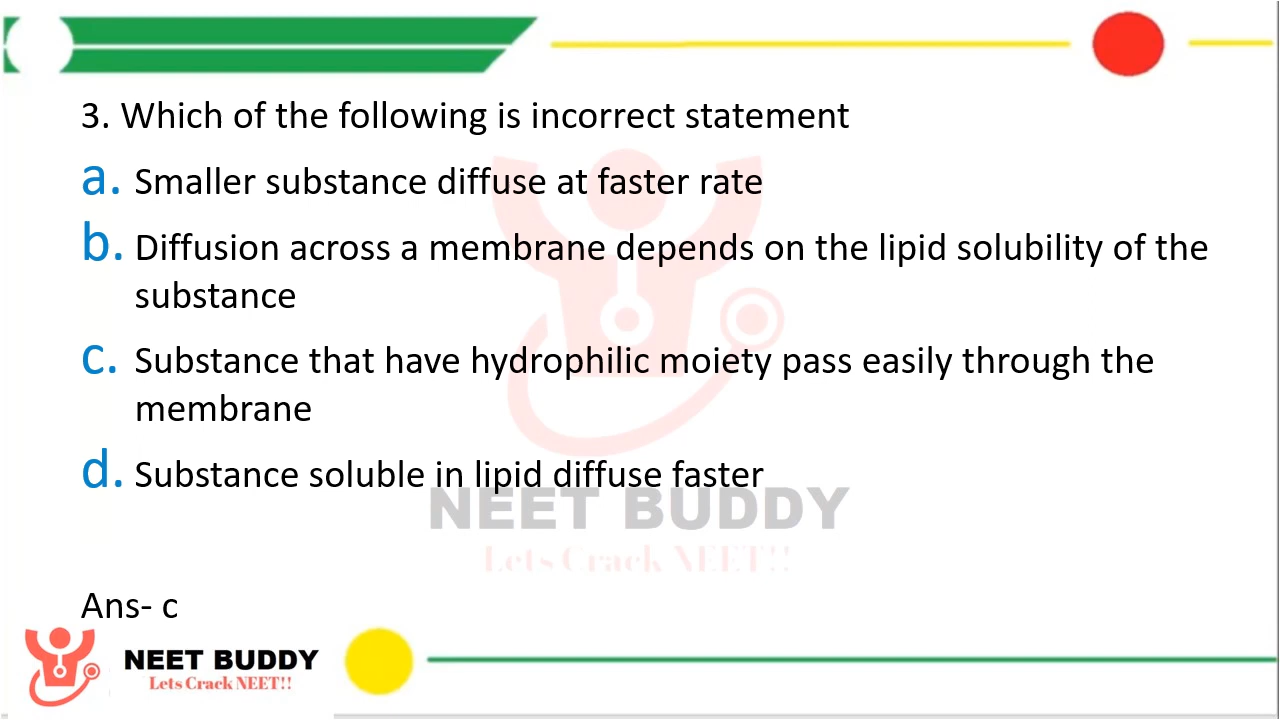 3. Which of the following is incorrect statement
a. Smaller substance diffuse at faster rate
b. Diffusion across a membrane depends on the lipid solubility of the
substance
c. Substance that have hydrophilic moiety pass easily through the
membrane
d. Substance soluble in lipid diffuse faster
NEET BUDDY
Lets Crack NEET!!
Ans- c
NEET BUDDY
Lets Crack NEET!!